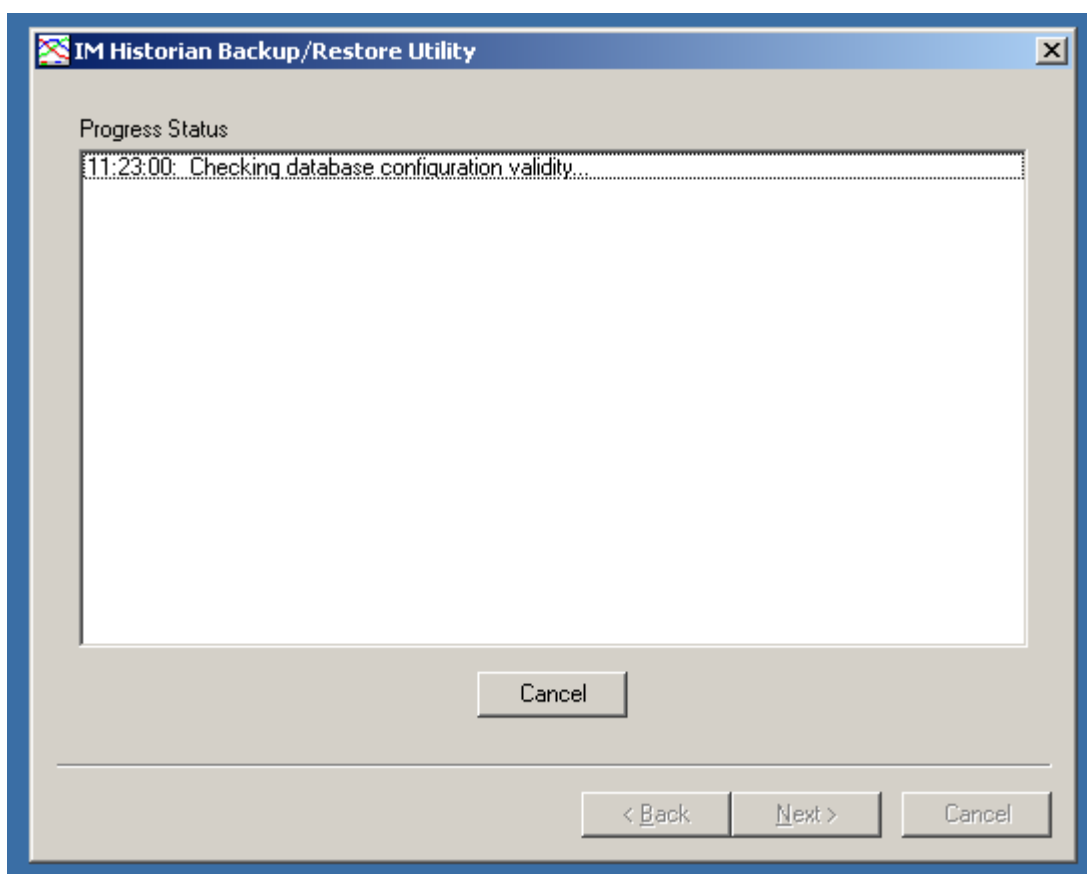 IM Historian Backup/Restore Utility
Progress Status
11:23:00: Checking database configuration validity...
Cancel
< Back Next > Cancel